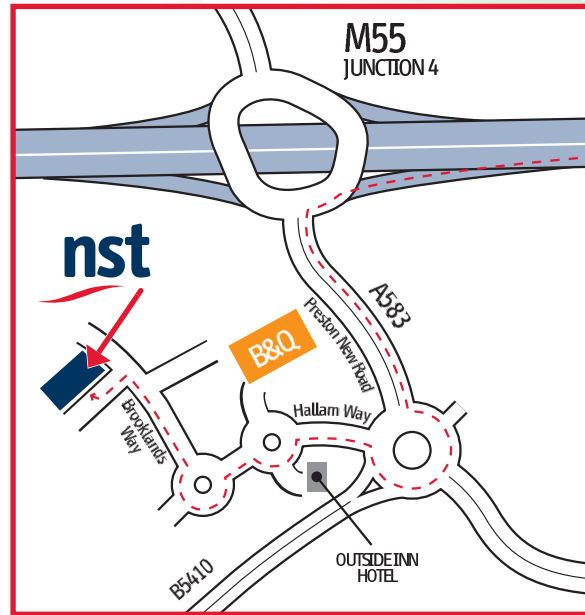 M55
JUNCTION 4
nst
A583
Preston New Road
B&Q
Hallam Way
Brooklands
Way
OUTSIDE INN
HOTEL
B5410